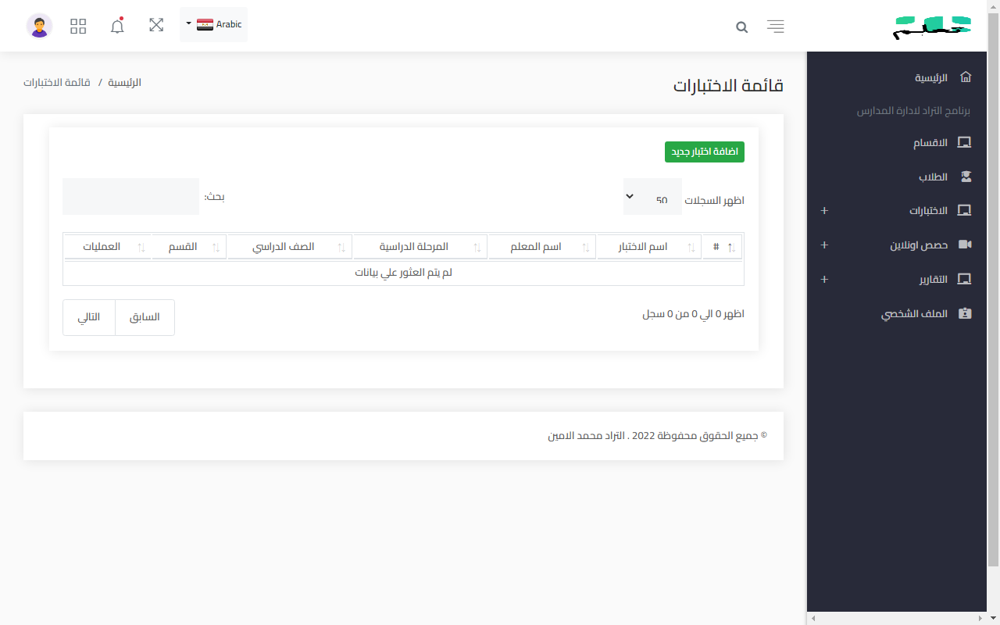 Arabic
الرئيسية
برنامج التراد لادارة المدارس
الاقسام
الطلاب
الاختبارات +
حصص اونلاين +
التقارير +
الملف الشخصي
قائمة الاختبارات
الرئيسية / قائمة الاختبارات
اضافة اختبار جديد
اظهر السجلات 50
بحث:
# اسم الاختبار اسم المعلم المرحلة الدراسية الصف الدراسي القسم العمليات
لم يتم العثور علي بيانات
اظهر 0 الي 0 من 0 سجل
السابق التالي
© جميع الحقوق محفوظة 2022 . التراد محمد الامين